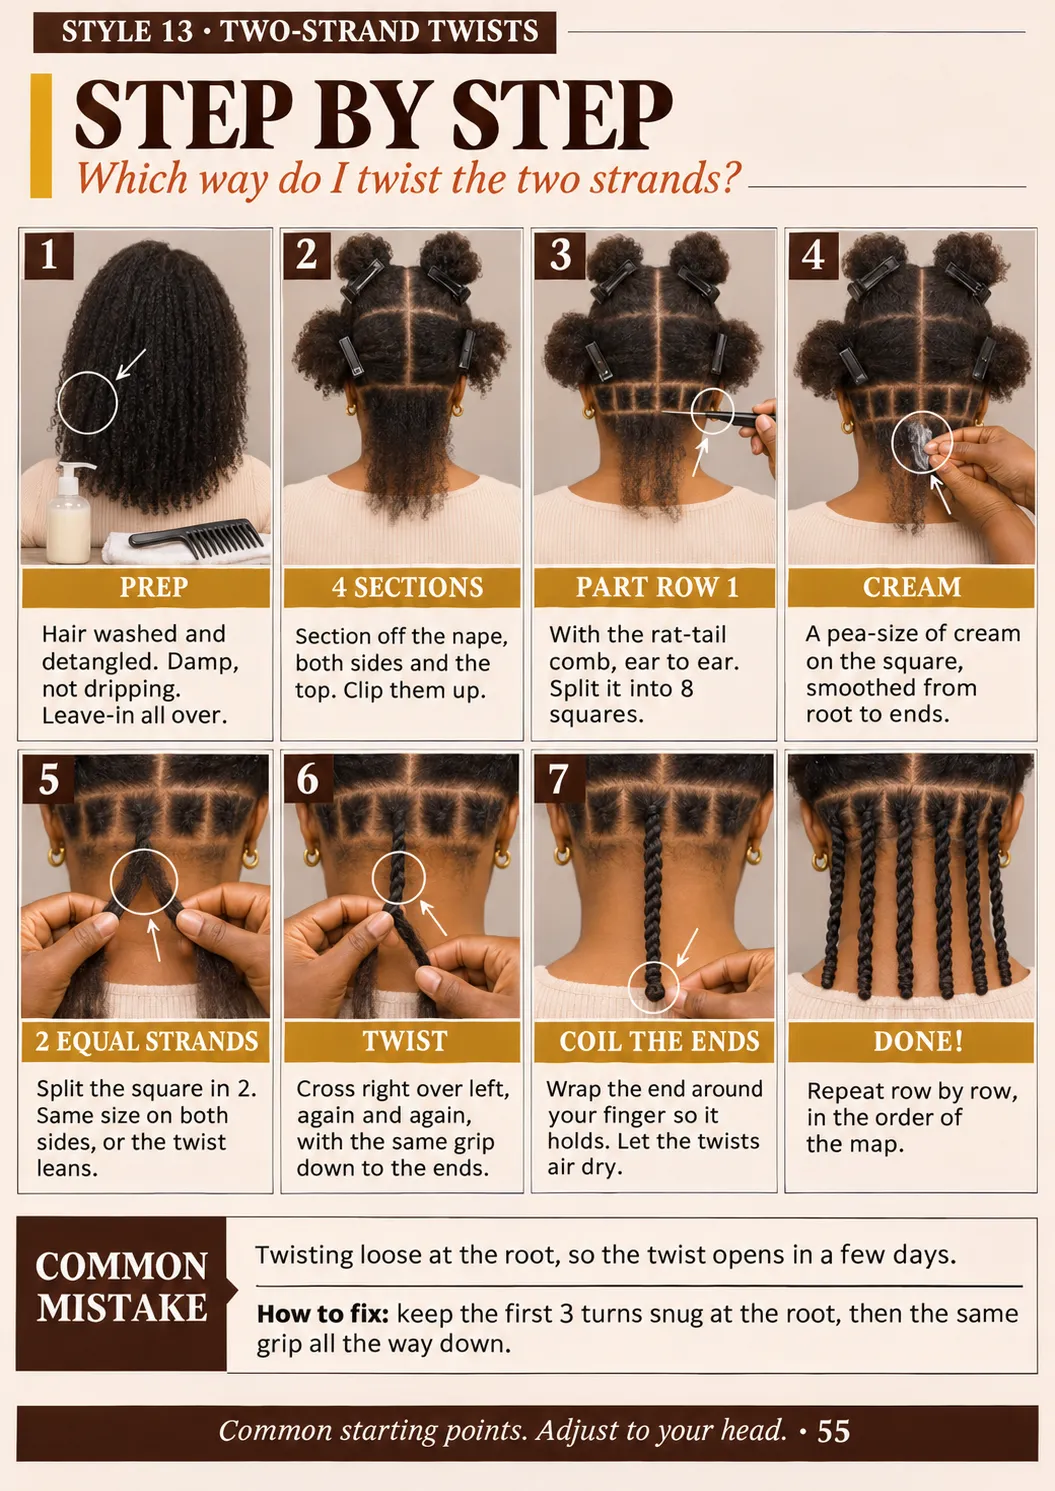 STYLE 13 • TWO-STRAND TWISTS
STEP BY STEP
Which way do I twist the two strands?
1
PREP
Hair washed and
detangled. Damp,
not dripping.
Leave-in all over.
2
4 SECTIONS
Section off the nape,
both sides and the
top. Clip them up.
3
PART ROW 1
With the rat-tail
comb, ear to ear.
Split it into 8
squares.
4
CREAM
A pea-size of cream
on the square,
smoothed from
root to ends.
5
2 EQUAL STRANDS
Split the square in 2.
Same size on both
sides, or the twist
leans.
6
TWIST
Cross right over left,
again and again,
with the same grip
down to the ends.
7
COIL THE ENDS
Wrap the end around
your finger so it
holds. Let the twists
air dry.
DONE!
Repeat row by row,
in the order of
the map.
COMMON
MISTAKE
Twisting loose at the root, so the twist opens in a few days.
How to fix: keep the first 3 turns snug at the root, then the same
grip all the way down.
Common starting points. Adjust to your head. • 55